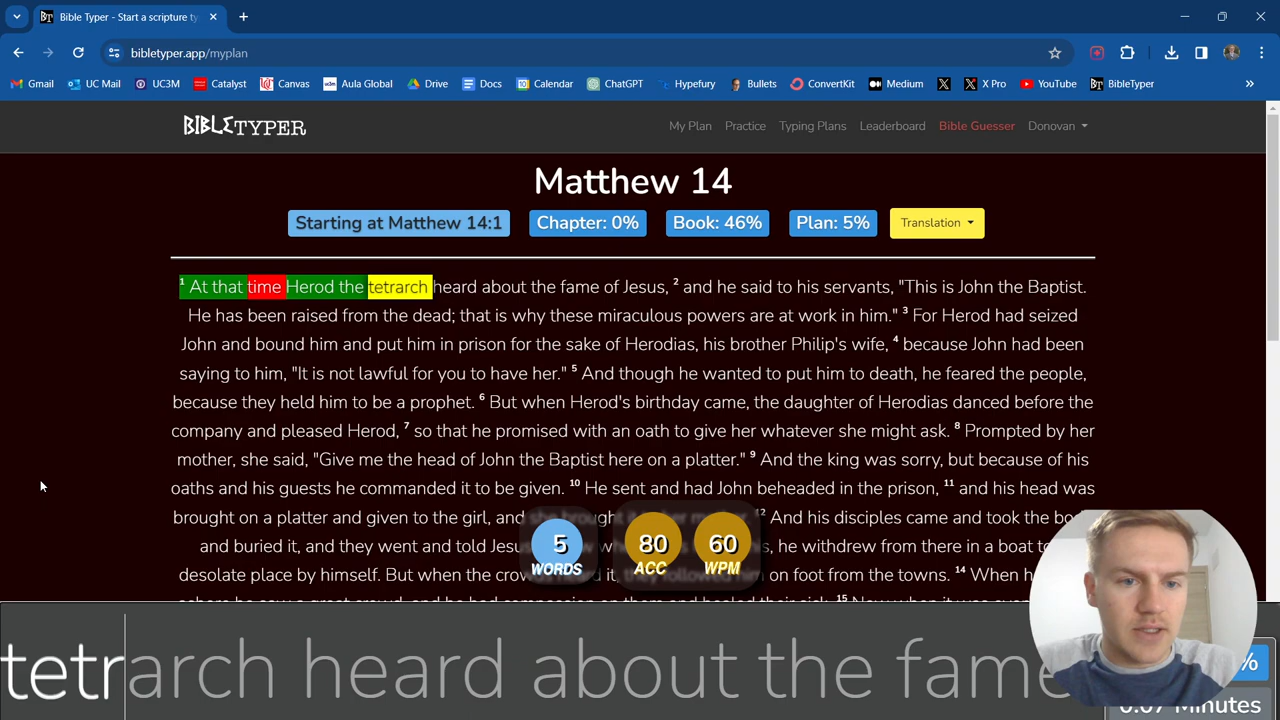 Bible Typer - Start a scripture ty
bibletyper.app/myplan
Gmail UC Mail UC3M Catalyst Canvas Aula Global Drive Docs Calendar ChatGPT Hypefury Bullets ConvertKit Medium X X Pro YouTube BibleTyper »
BIBLETYPER My Plan Practice Typing Plans Leaderboard Bible Guesser Donovan
Matthew 14
Starting at Matthew 14:1 Chapter: 0% Book: 46% Plan: 5% Translation
1 At that time Herod the tetrarch heard about the fame of Jesus, 2 and he said to his servants, "This is John the Baptist.
He has been raised from the dead; that is why these miraculous powers are at work in him." 3 For Herod had seized
John and bound him and put him in prison for the sake of Herodias, his brother Philip's wife, 4 because John had been
saying to him, "It is not lawful for you to have her." 5 And though he wanted to put him to death, he feared the people,
because they held him to be a prophet. 6 But when Herod's birthday came, the daughter of Herodias danced before the
company and pleased Herod, 7 so that he promised with an oath to give her whatever she might ask. 8 Prompted by her
mother, she said, "Give me the head of John the Baptist here on a platter." 9 And the king was sorry, but because of his
oaths and his guests he commanded it to be given. 10 He sent and had John beheaded in the prison, 11 and his head was
brought on a platter and given to the girl, and she brought it 12 And his disciples came and took the
and buried it, and they went and told Jesus he withdrew from there in a boat
desolate place by himself. But when the on foot from the towns. 14 When
5 80 60
WORDS ACC WPM
tetrarch heard about the fame
%
0.07 Minutes